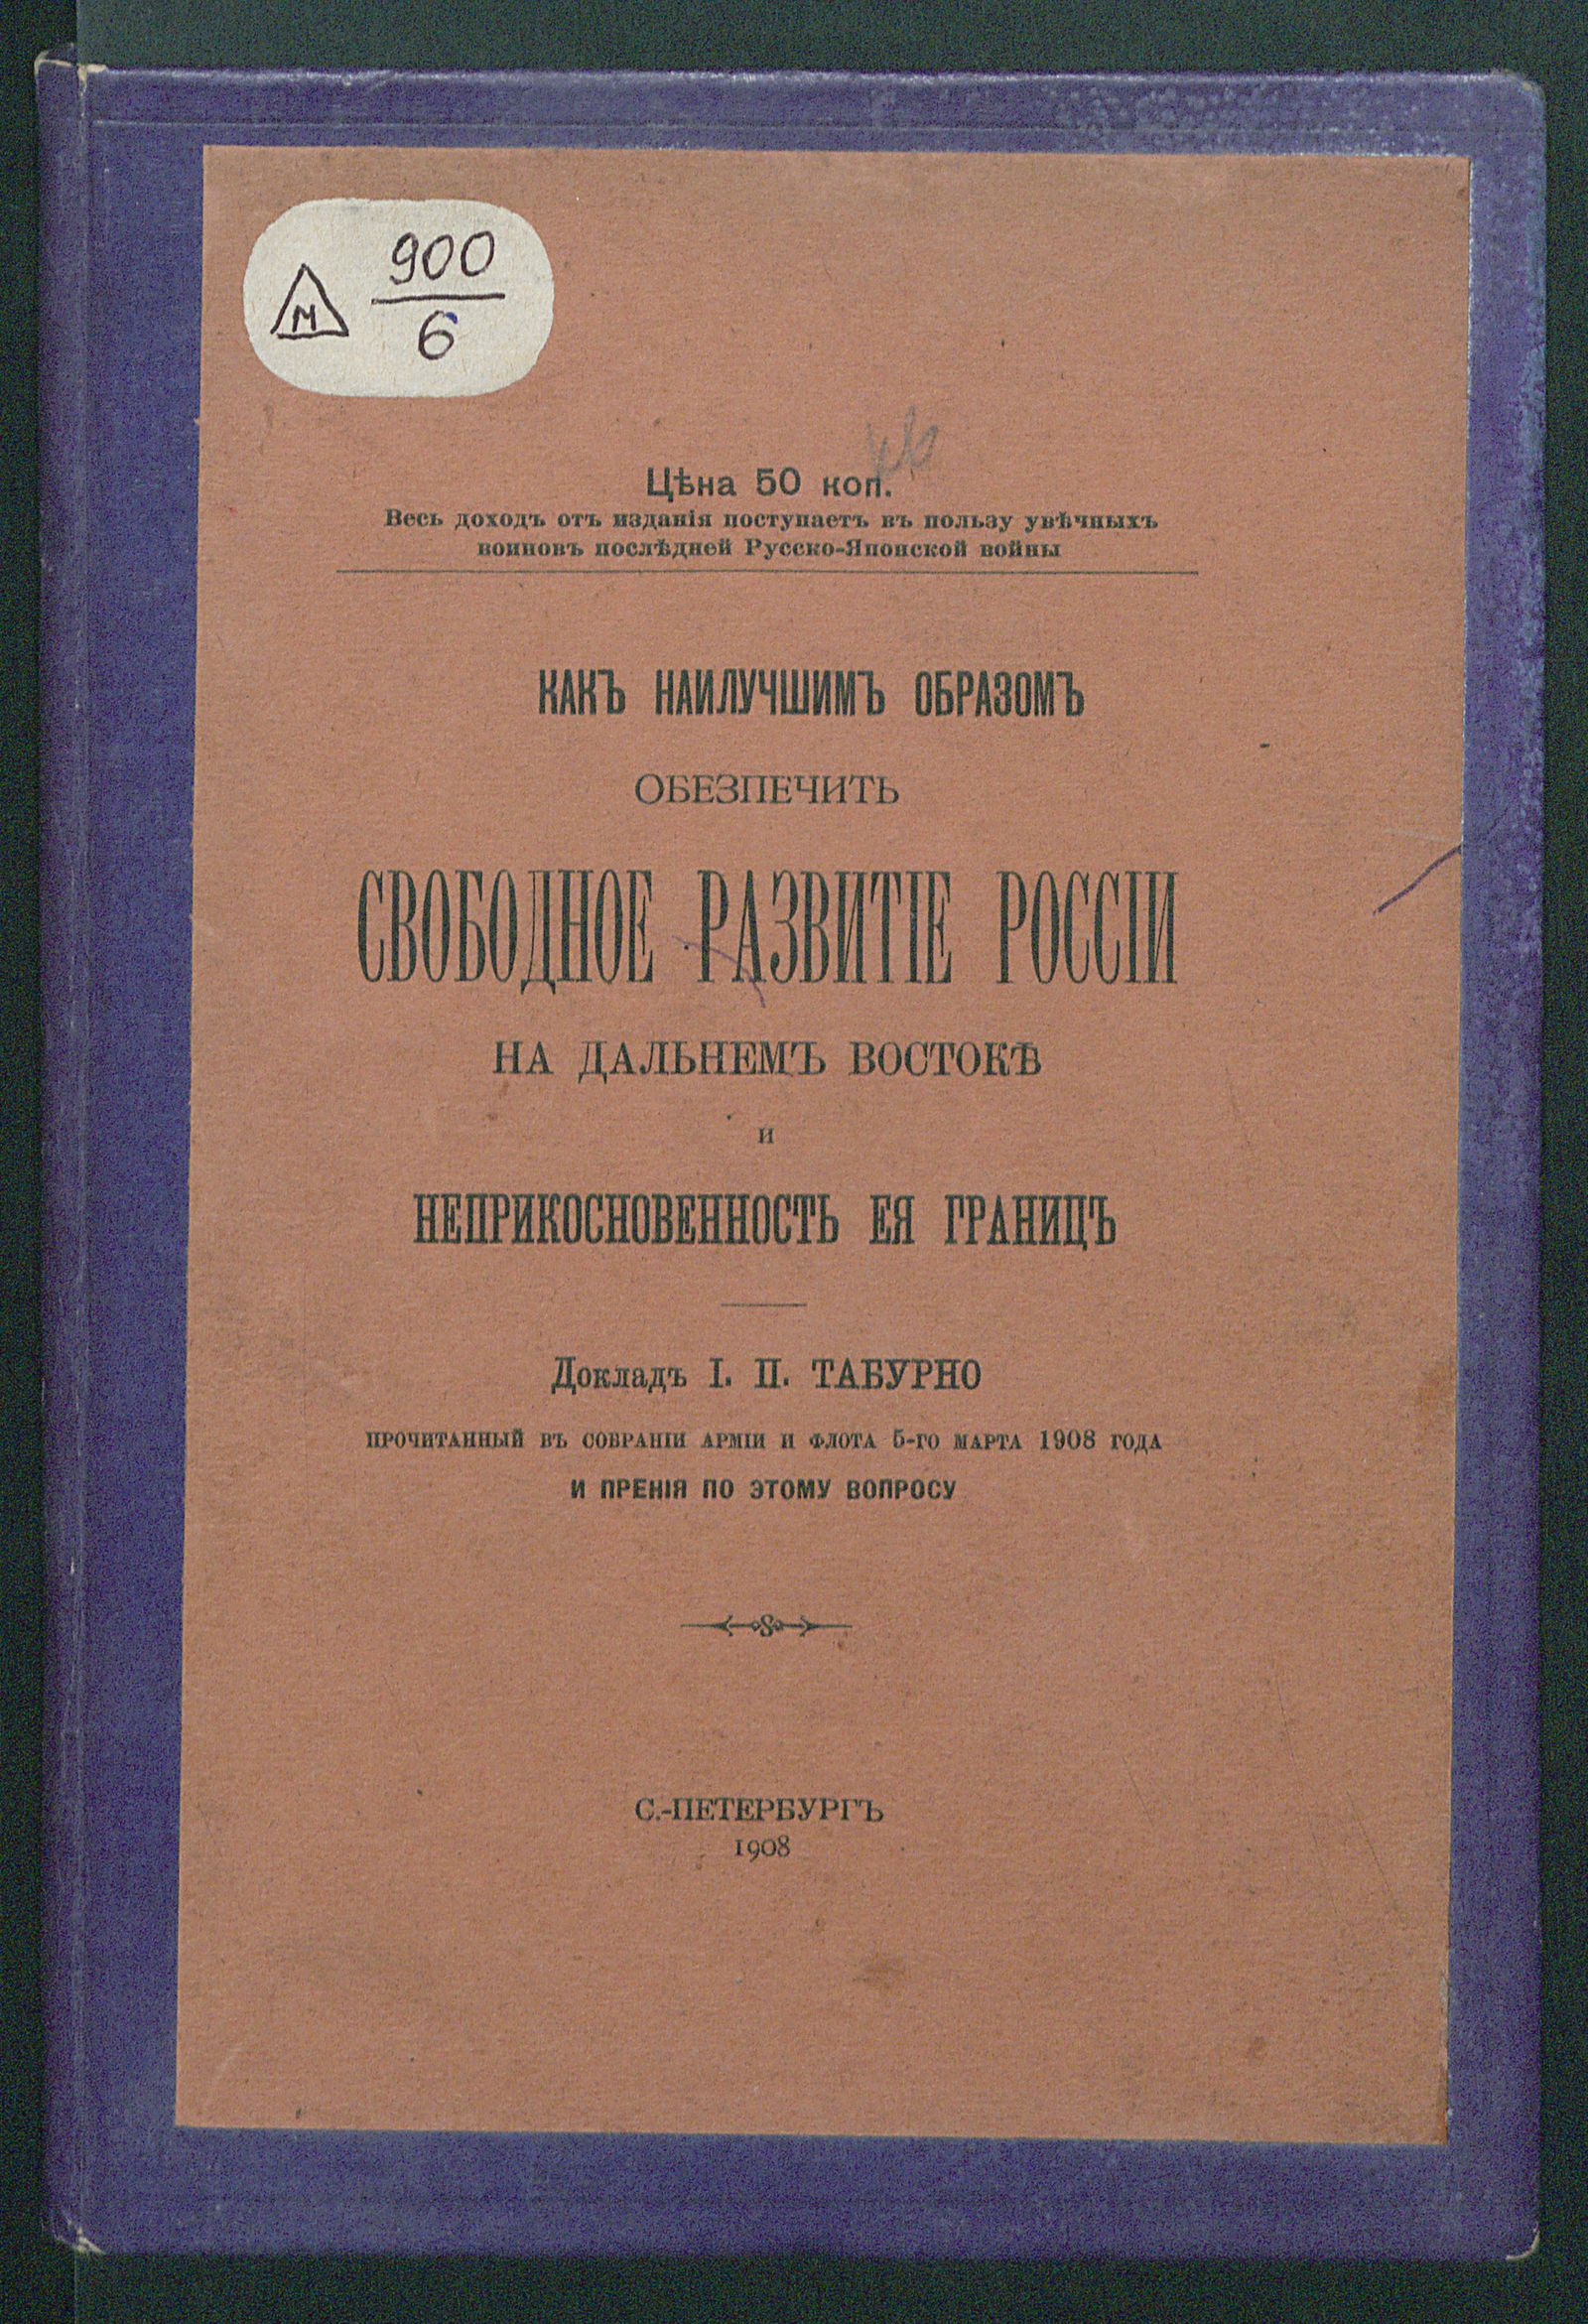 900
М
6
Цѣна 50 коп.
Весь доходъ отъ изданія поступаетъ въ пользу увѣчныхъ
воиновъ послѣдней Русско-Японской войны
КАКЪ НАИЛУЧШИМЪ ОБРАЗОМЪ
ОБЕЗПЕЧИТЬ
СВОБОДНОЕ РАЗВИТІЕ РОССІИ
НА ДАЛЬНЕМЪ ВОСТОКѢ
И
НЕПРИКОСНОВЕННОСТЬ ЕЯ ГРАНИЦЪ
Докладъ І. П. ТАБУРНО
ПРОЧИТАННЫЙ ВЪ СОБРАНІИ АРМІИ И ФЛОТА 5-ГО МАРТА 1908 ГОДА
И ПРЕНІЯ ПО ЭТОМУ ВОПРОСУ
С.-ПЕТЕРБУРГЪ
1908